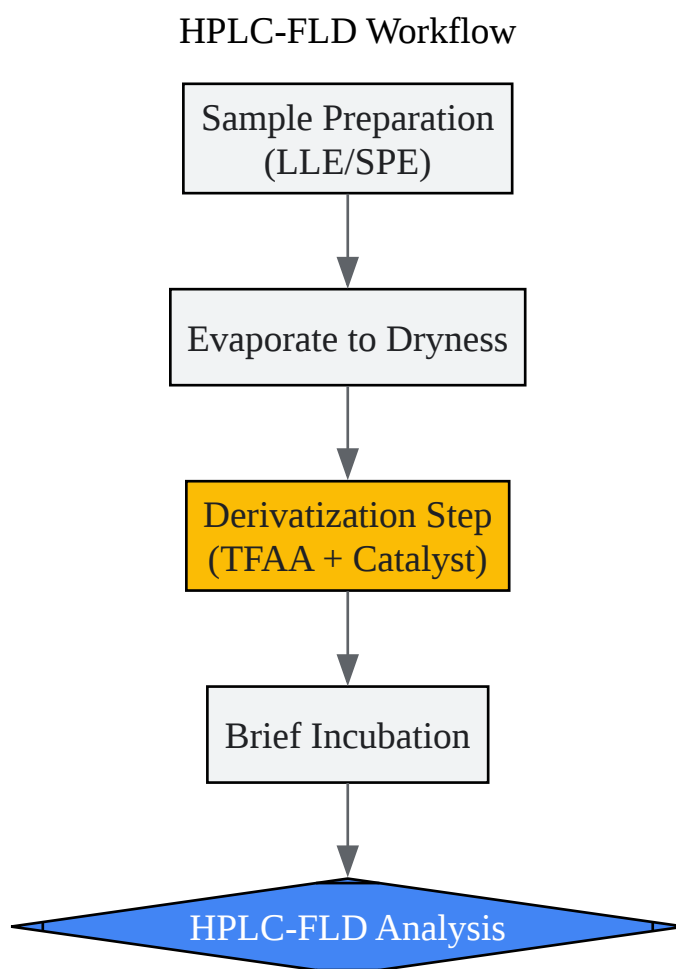 HPLC-FLD Workflow
Sample Preparation
(LLE/SPE)
Evaporate to Dryness
Derivatization Step
(TFAA + Catalyst)
Brief Incubation
HPLC-FLD Analysis